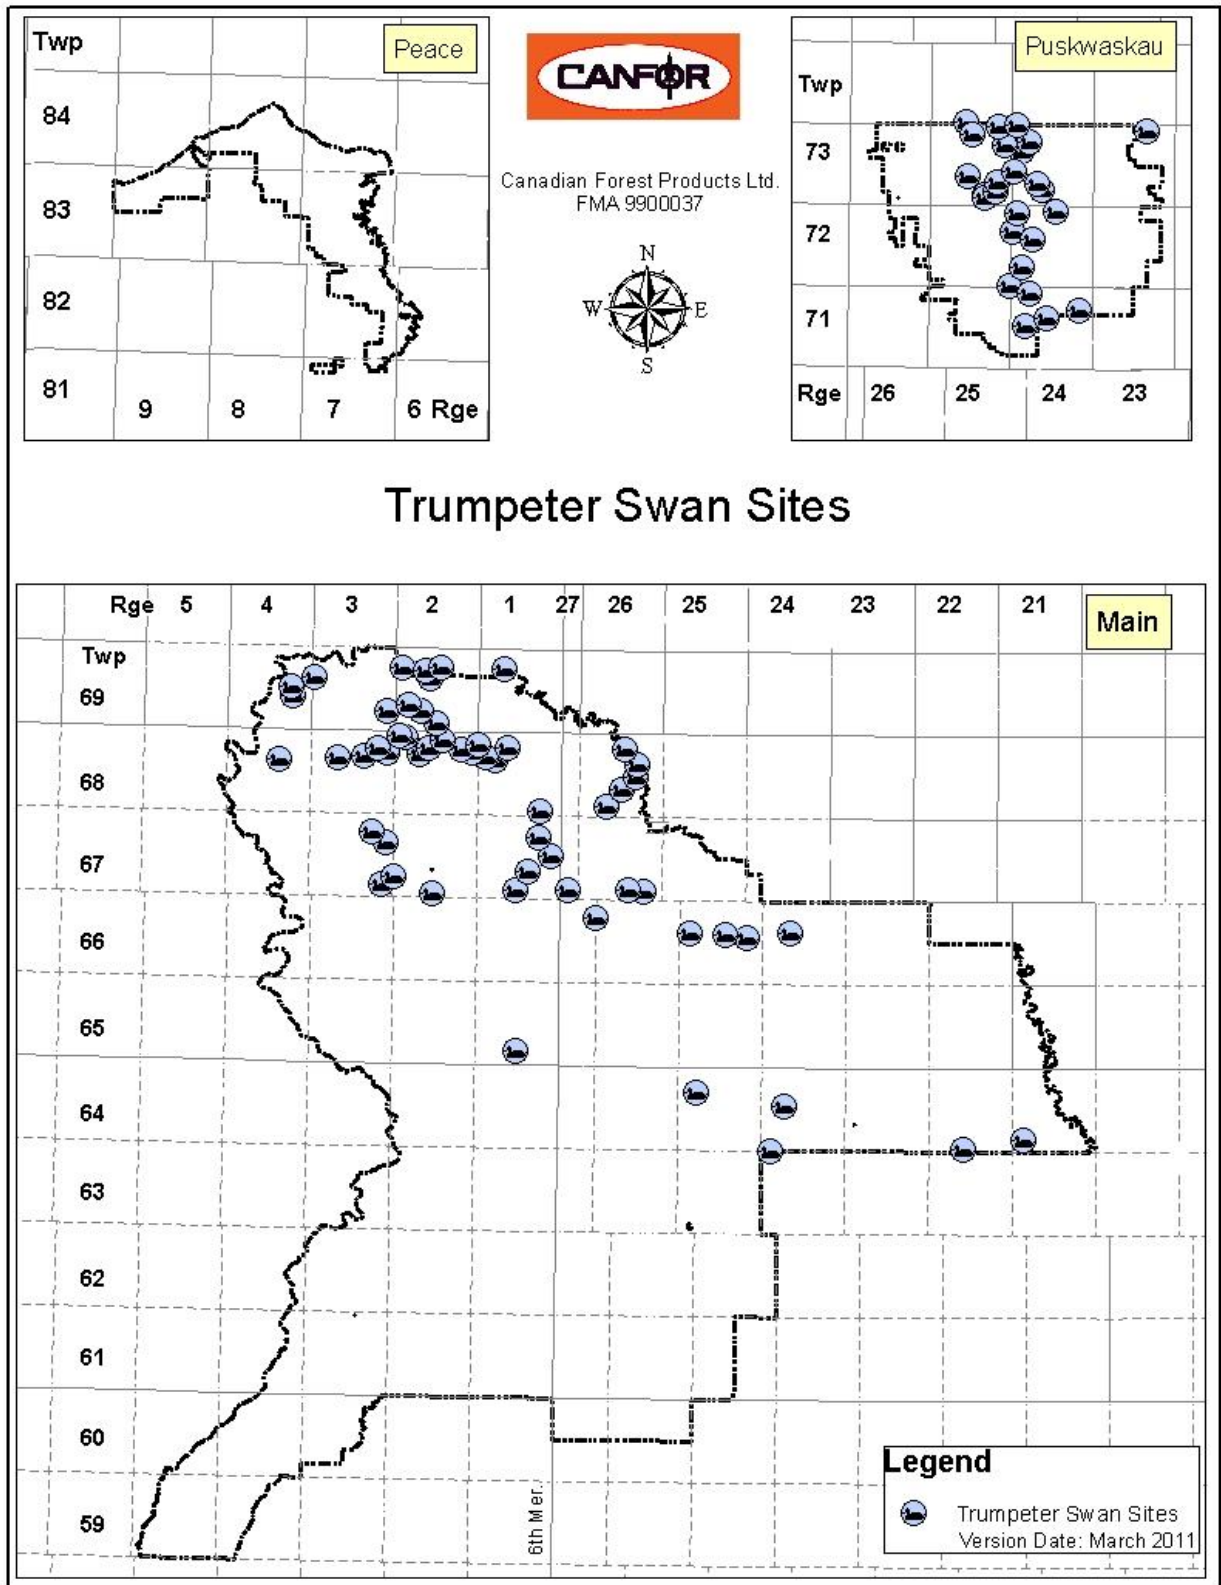 Twp
Peace
84
83
82
81
9 8 7 6 Rge
CANFOR
Canadian Forest Products Ltd.
FMA 9900037
N
W E
S
Puskwaskau
Twp
73
72
71
Rge 26 25 24 23
Trumpeter Swan Sites
Rge 5 4 3 2 1 27 26 25 24 23 22 21
Main
Twp
69
68
67
66
65
64
63
62
61
60
59
6th Mer.
Legend
Trumpeter Swan Sites
Version Date: March 2011